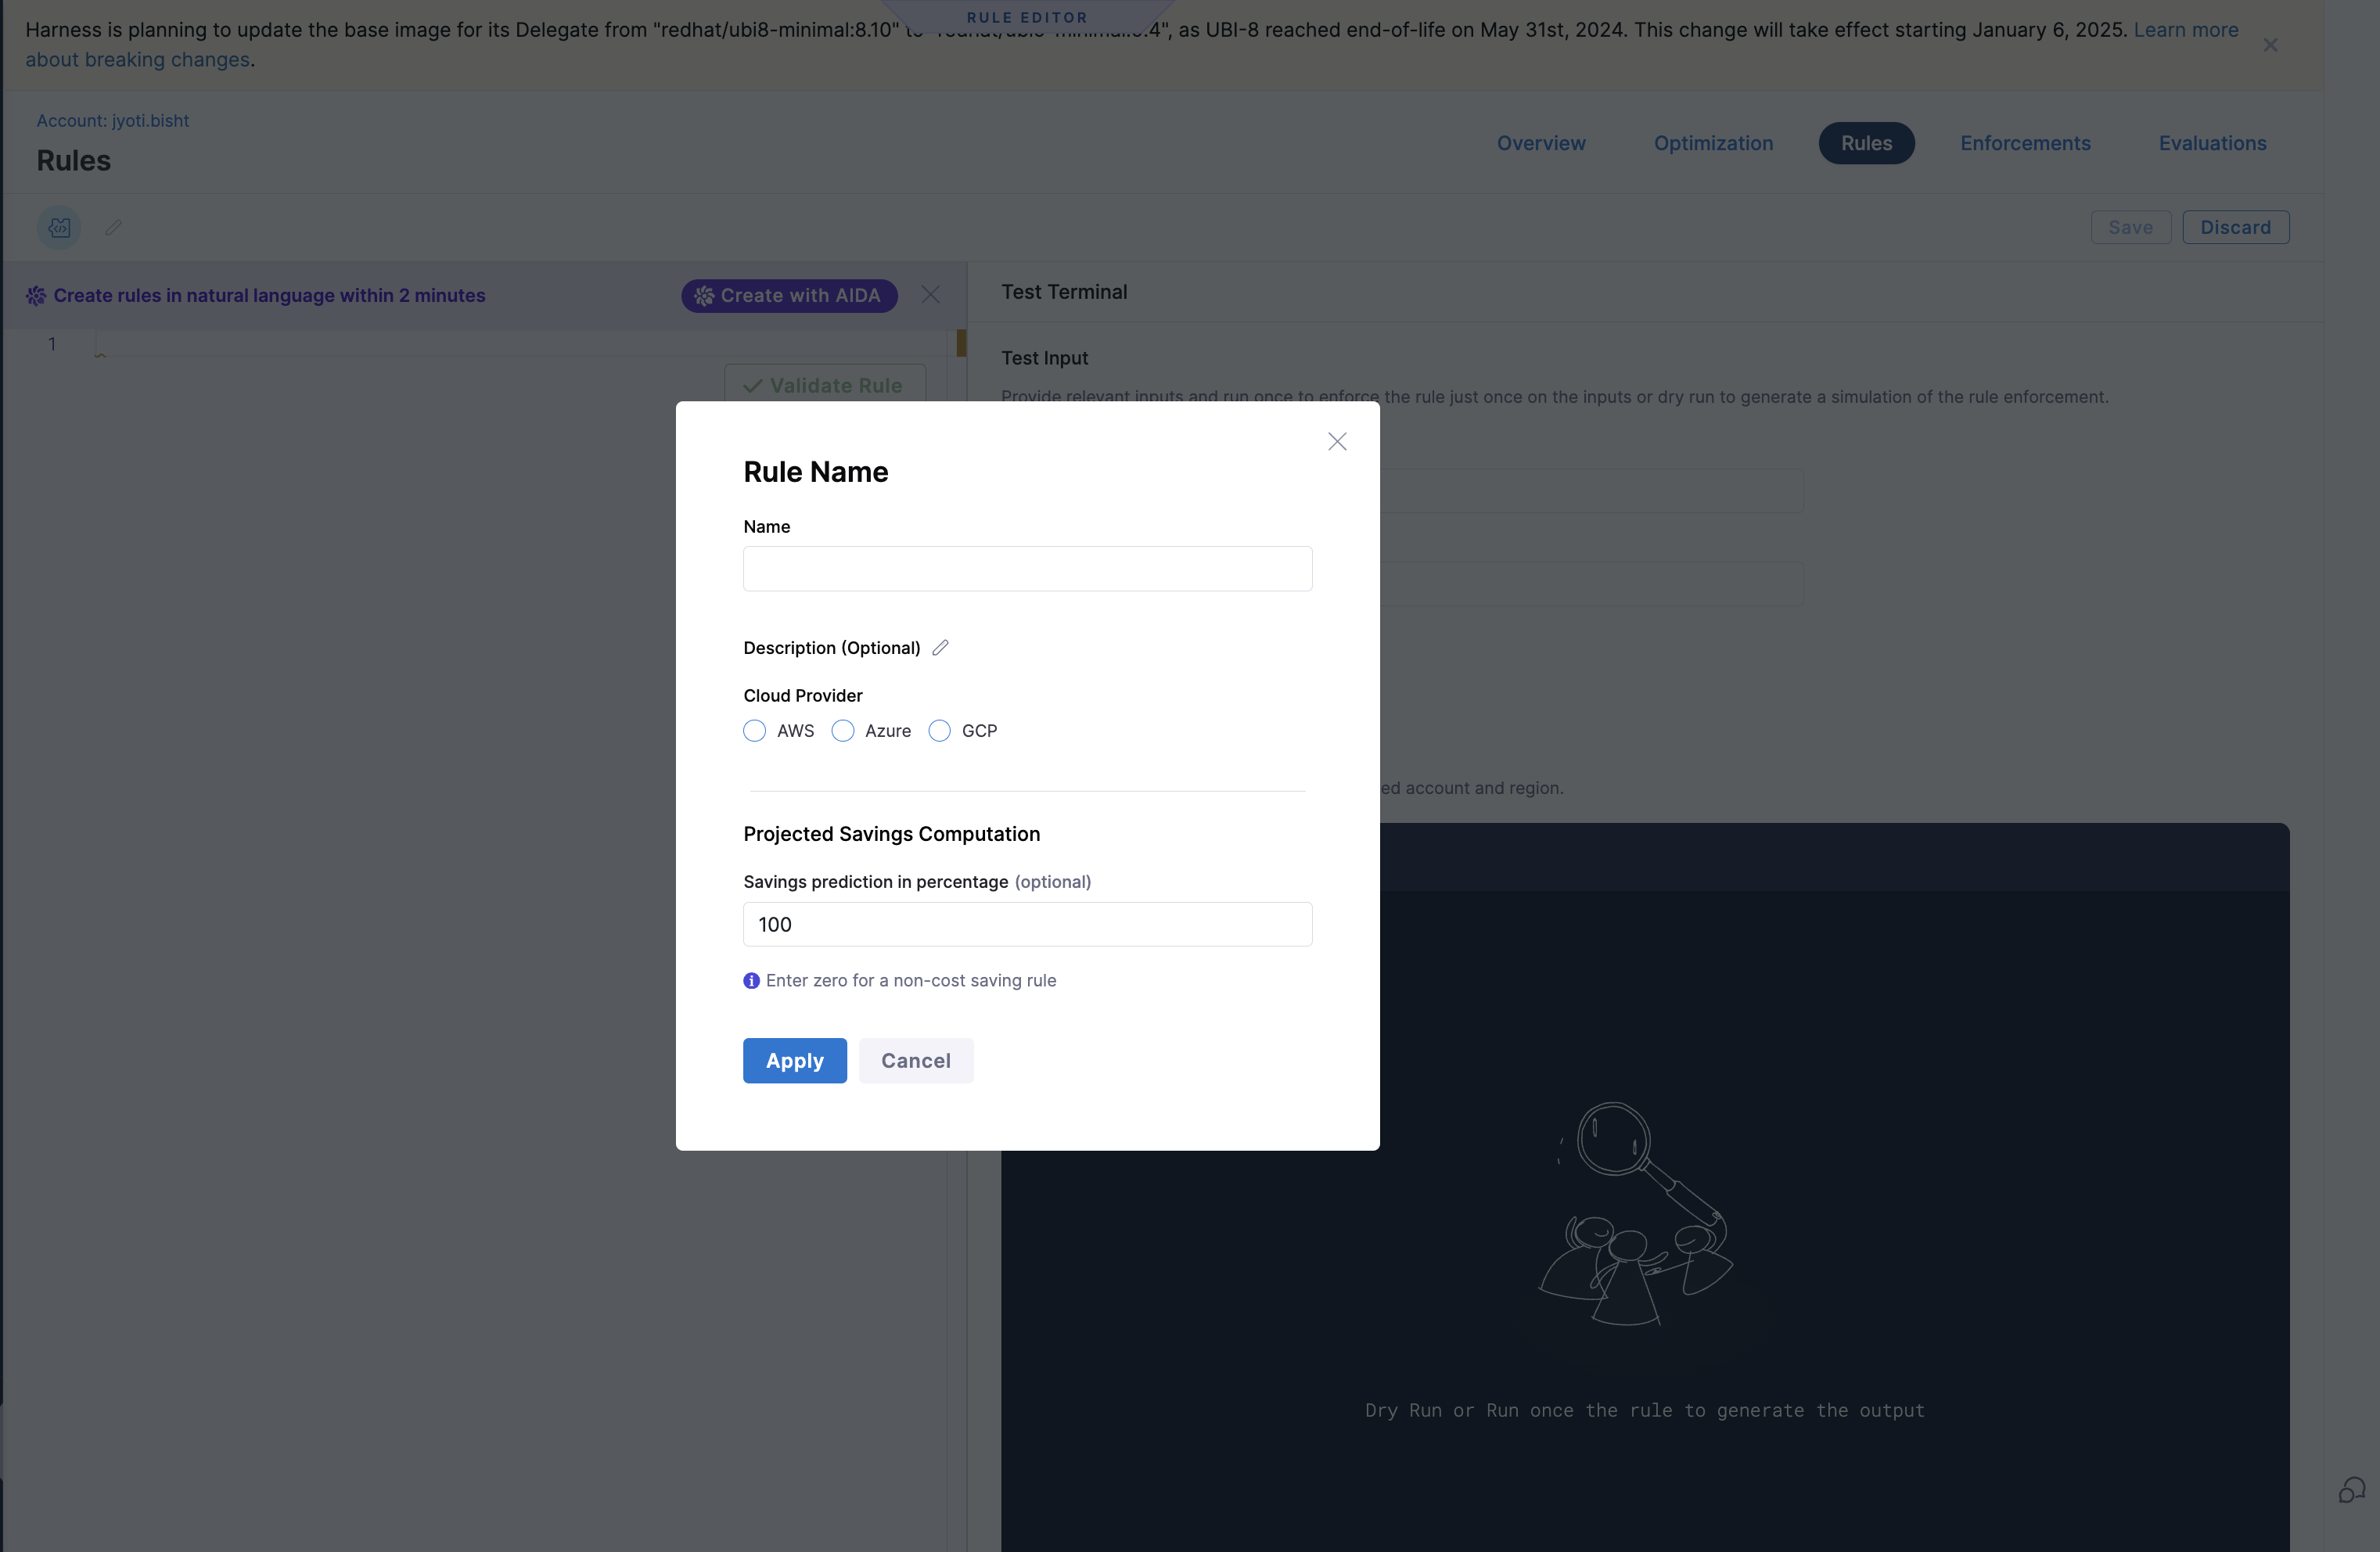 RULE EDITOR
Harness is planning to update the base image for its Delegate from "redhat/ubi8-minimal:8.10" to as UBI-8 reached end-of-life on May 31st, 2024. This change will take effect starting January 6, 2025. Learn more
about breaking changes.
Account: jyoti.bisht
Rules
Overview
Optimization
Rules
Enforcements
Evaluations
Save
Discard
Create rules in natural language within 2 minutes
Create with AIDA
1
Validate Rule
Test Terminal
Test Input
Provide relevant inputs and run once to enforce the rule just once on the inputs or dry run to generate a simulation of the rule enforcement.
Rule Name
Name
Description (Optional)
Cloud Provider
AWS
Azure
GCP
ed account and region.
Projected Savings Computation
Savings prediction in percentage (optional)
100
Enter zero for a non-cost saving rule
Apply
Cancel
Dry Run or Run once the rule to generate the output